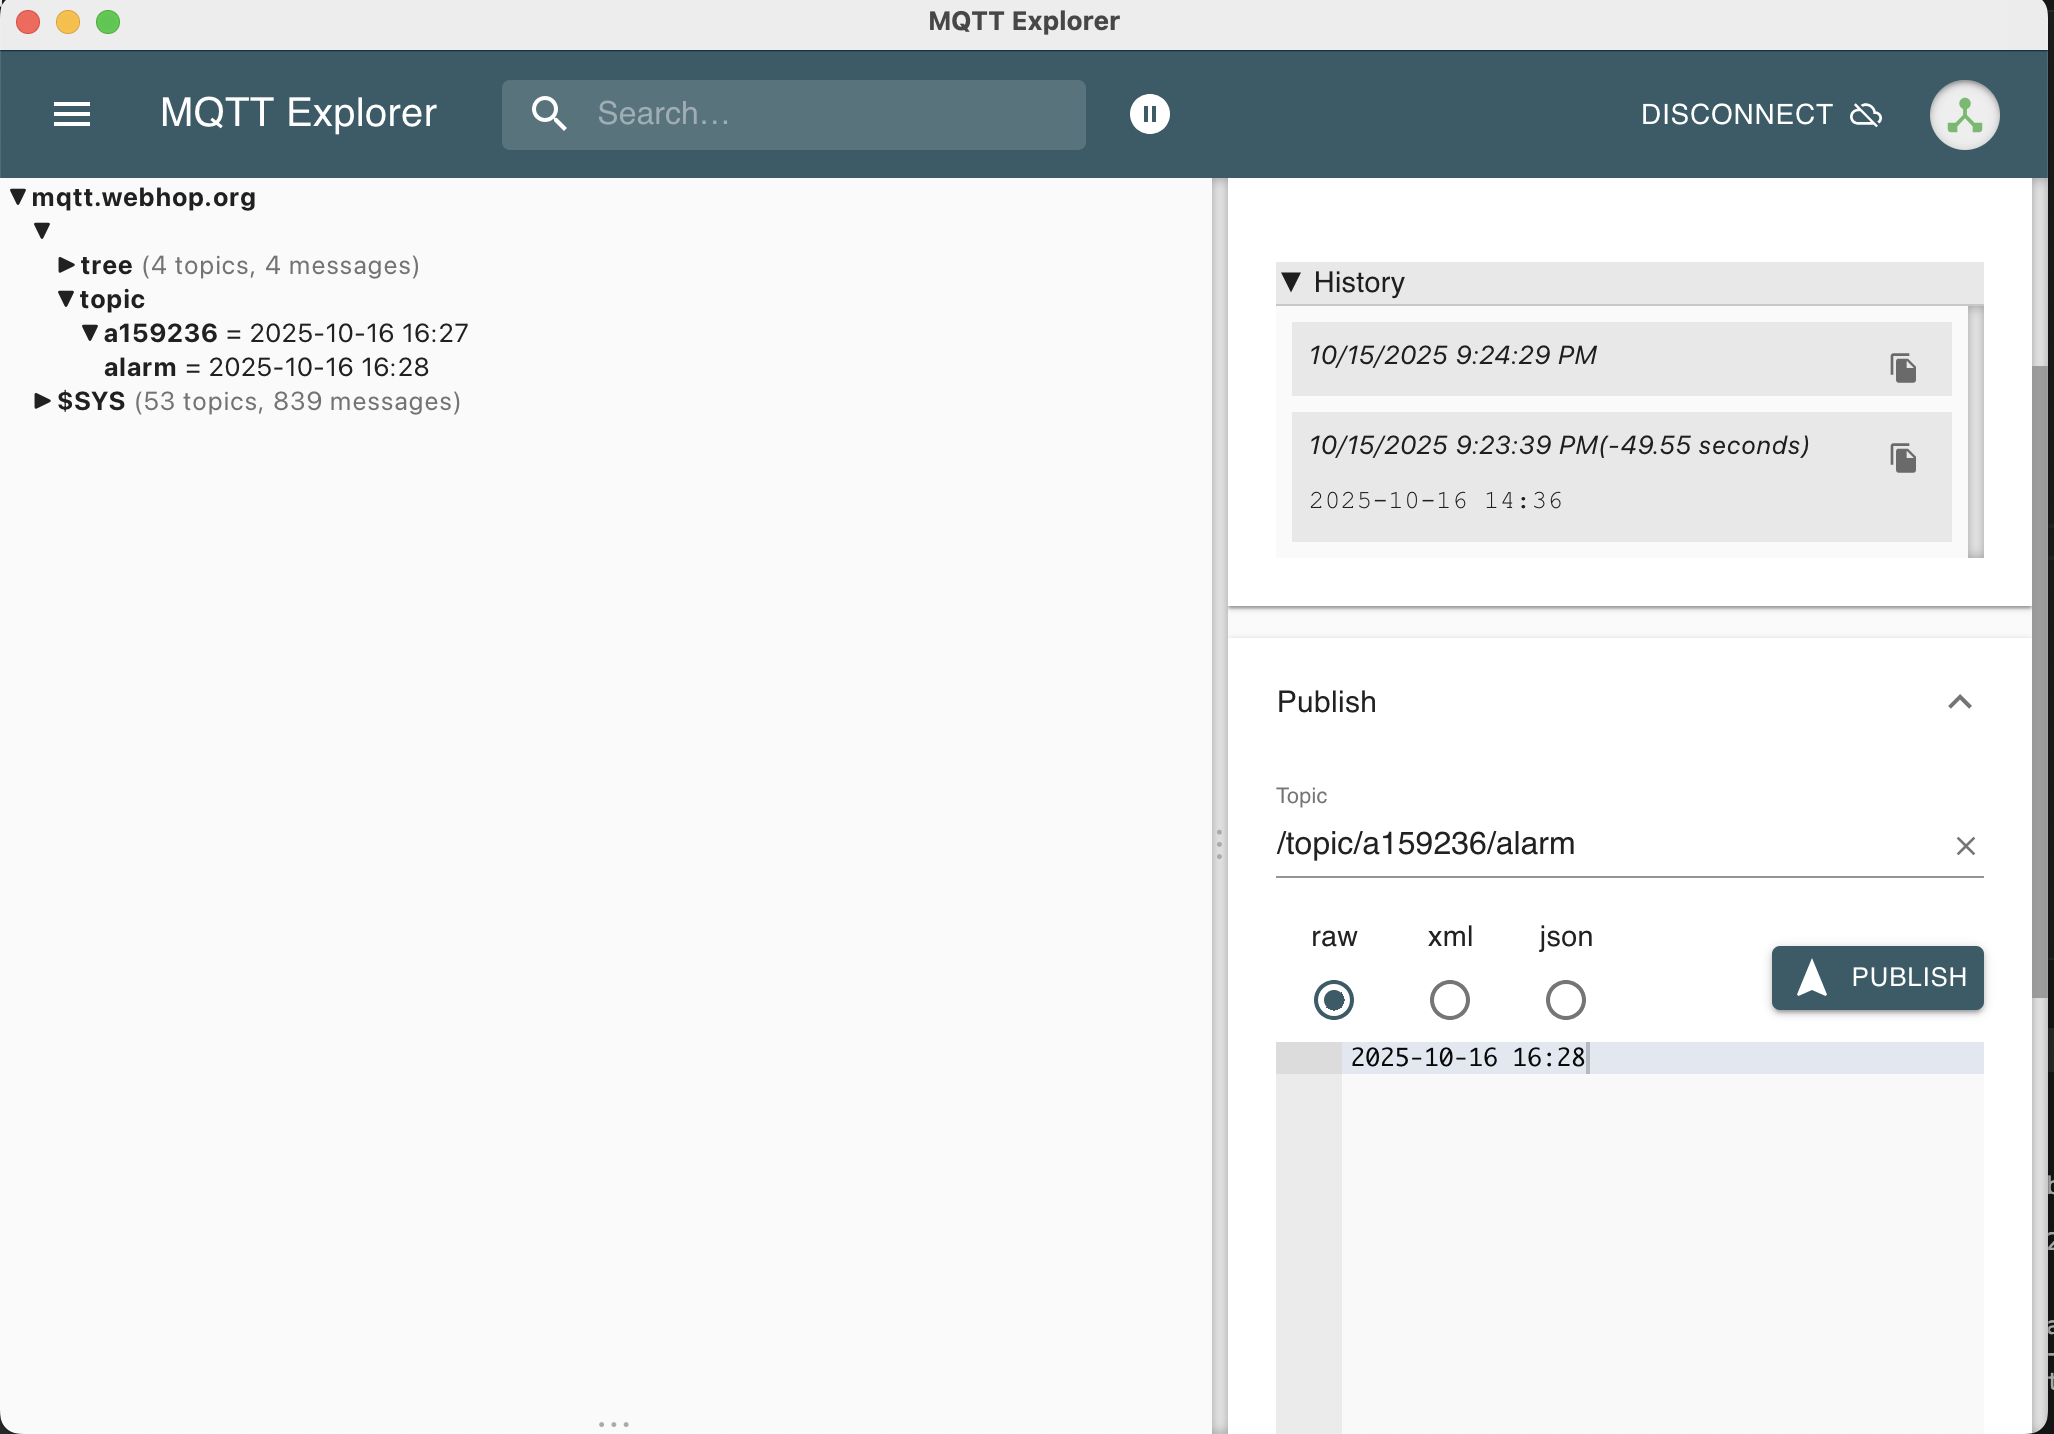 MQTT Explorer
MQTT Explorer
Search...
DISCONNECT
▼ mqtt.webhop.org
▼
▶ tree (4 topics, 4 messages)
▼ topic
▼ a159236 = 2025-10-16 16:27
alarm = 2025-10-16 16:28
▶ $SYS (53 topics, 839 messages)
▼ History
10/15/2025 9:24:29 PM
10/15/2025 9:23:39 PM(-49.55 seconds)
2025-10-16 14:36
Publish
Topic
/topic/a159236/alarm
raw xml json
PUBLISH
2025-10-16 16:28